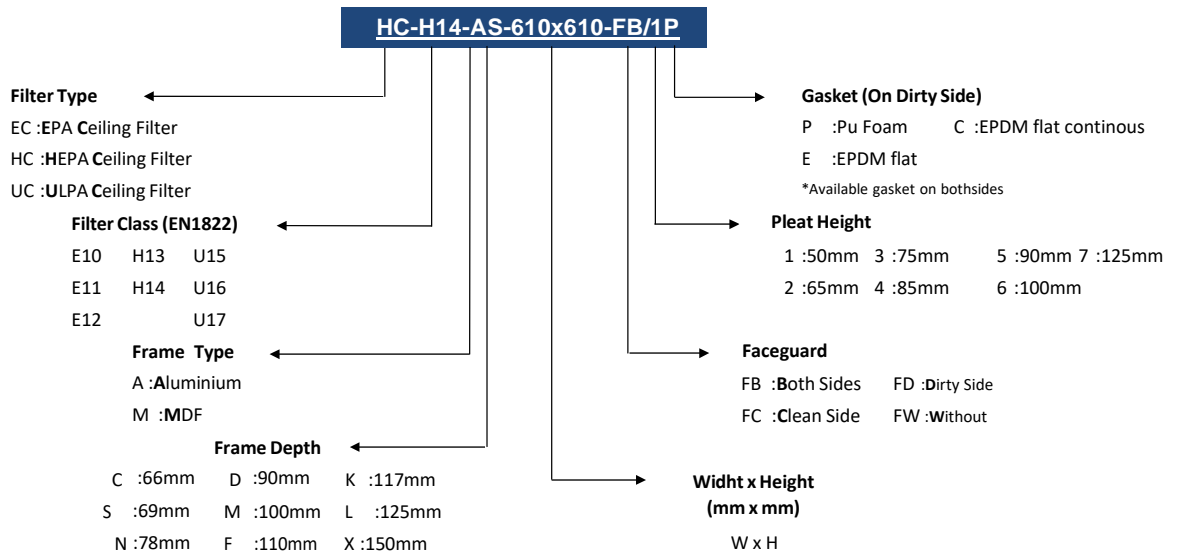 HC-H14-AS-610x610-FB/1P
Filter Type
EC :EPA Ceiling Filter
HC :HEPA Ceiling Filter
UC :ULPA Ceiling Filter
Filter Class (EN1822)
E10 H13 U15
E11 H14 U16
E12 U17
Frame Type
A :Aluminium
M :MDF
Frame Depth
C :66mm D :90mm K :117mm
S :69mm M :100mm L :125mm
N :78mm F :110mm X :150mm
Gasket (On Dirty Side)
P :Pu Foam C :EPDM flat continous
E :EPDM flat
*Available gasket on bothsides
Pleat Height
1 :50mm 3 :75mm 5 :90mm 7 :125mm
2 :65mm 4 :85mm 6 :100mm
Faceguard
FB :Both Sides FD :Dirty Side
FC :Clean Side FW :Without
Widht x Height
(mm x mm)
W x H